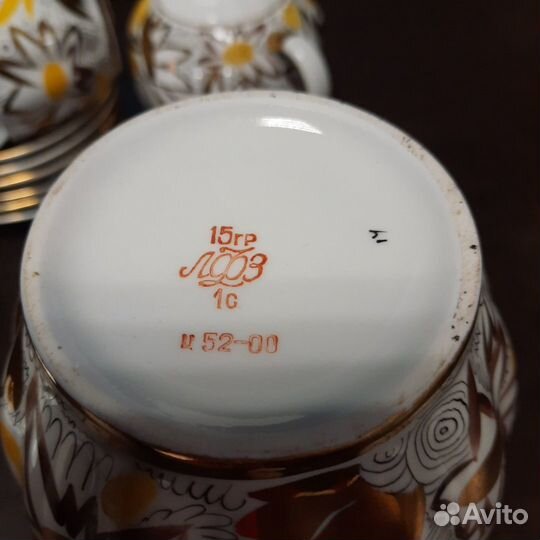 15гр
ЛФЗ
1с
ц 52-00
Avito